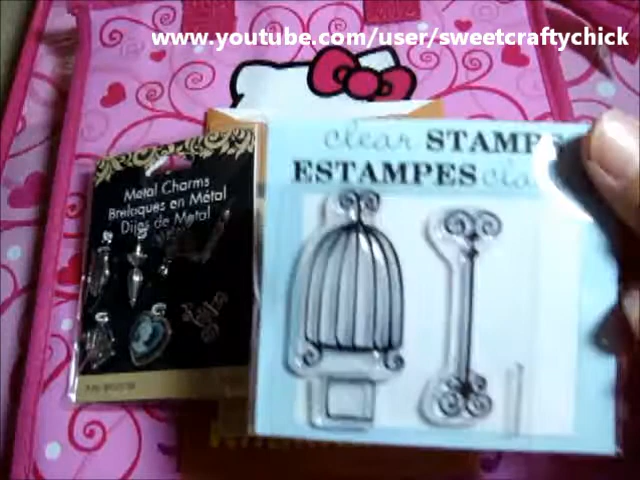 www.youtube.com/user/sweetcraftychick
clear STAMPS
ESTAMPES
Metal Charms
Breloques en Métal
Dijes de Metal